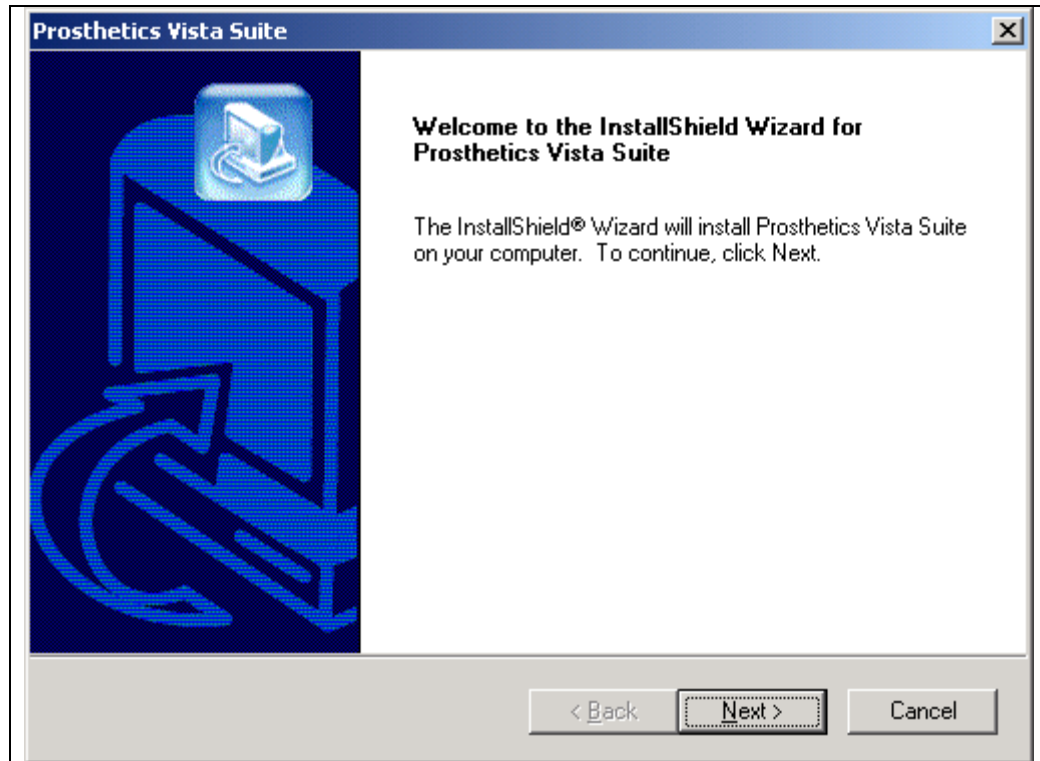 Prosthetics Vista Suite
Welcome to the InstallShield Wizard for
Prosthetics Vista Suite
The InstallShield® Wizard will install Prosthetics Vista Suite
on your computer. To continue, click Next.
< Back Next > Cancel